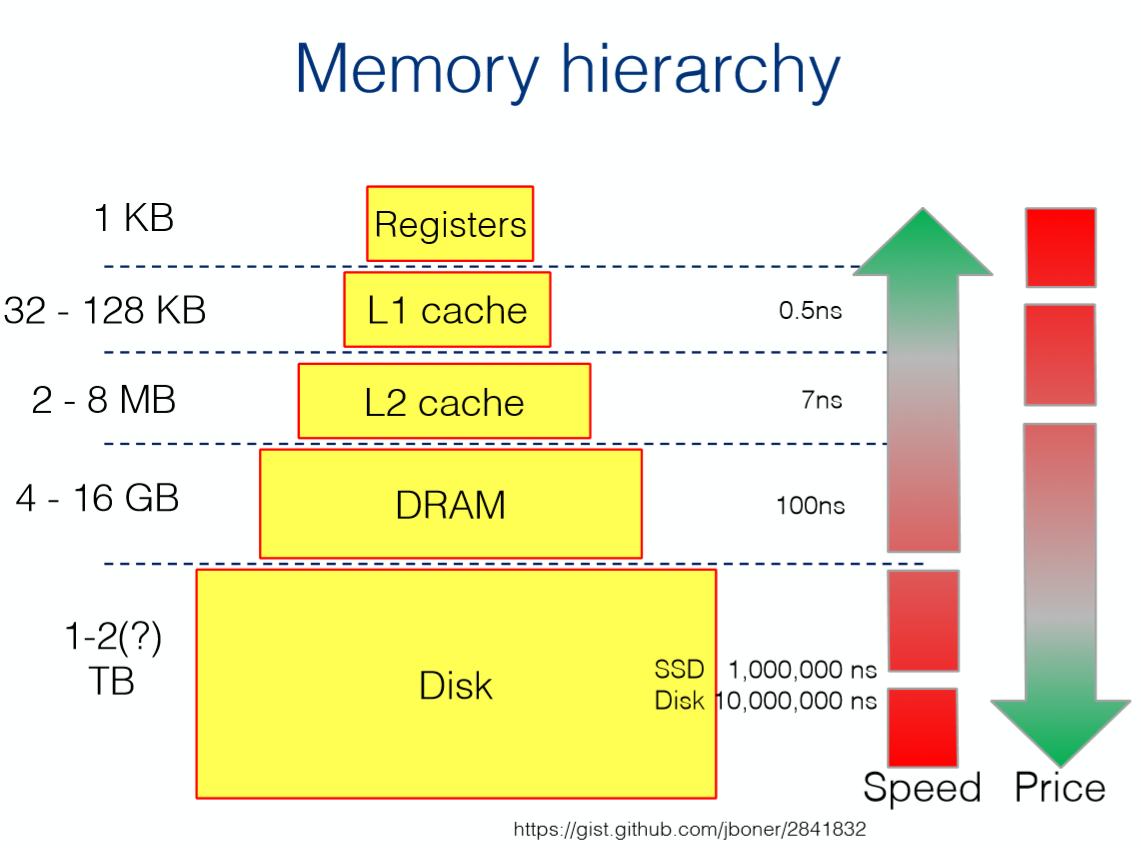 Memory hierarchy
1 KB
Registers
32 - 128 KB
L1 cache
0.5ns
2 - 8 MB
L2 cache
7ns
4 - 16 GB
DRAM
100ns
1-2(?)
TB
Disk
SSD 1,000,000 ns
Disk 10,000,000 ns
Speed
Price
https://gist.github.com/jboner/2841832